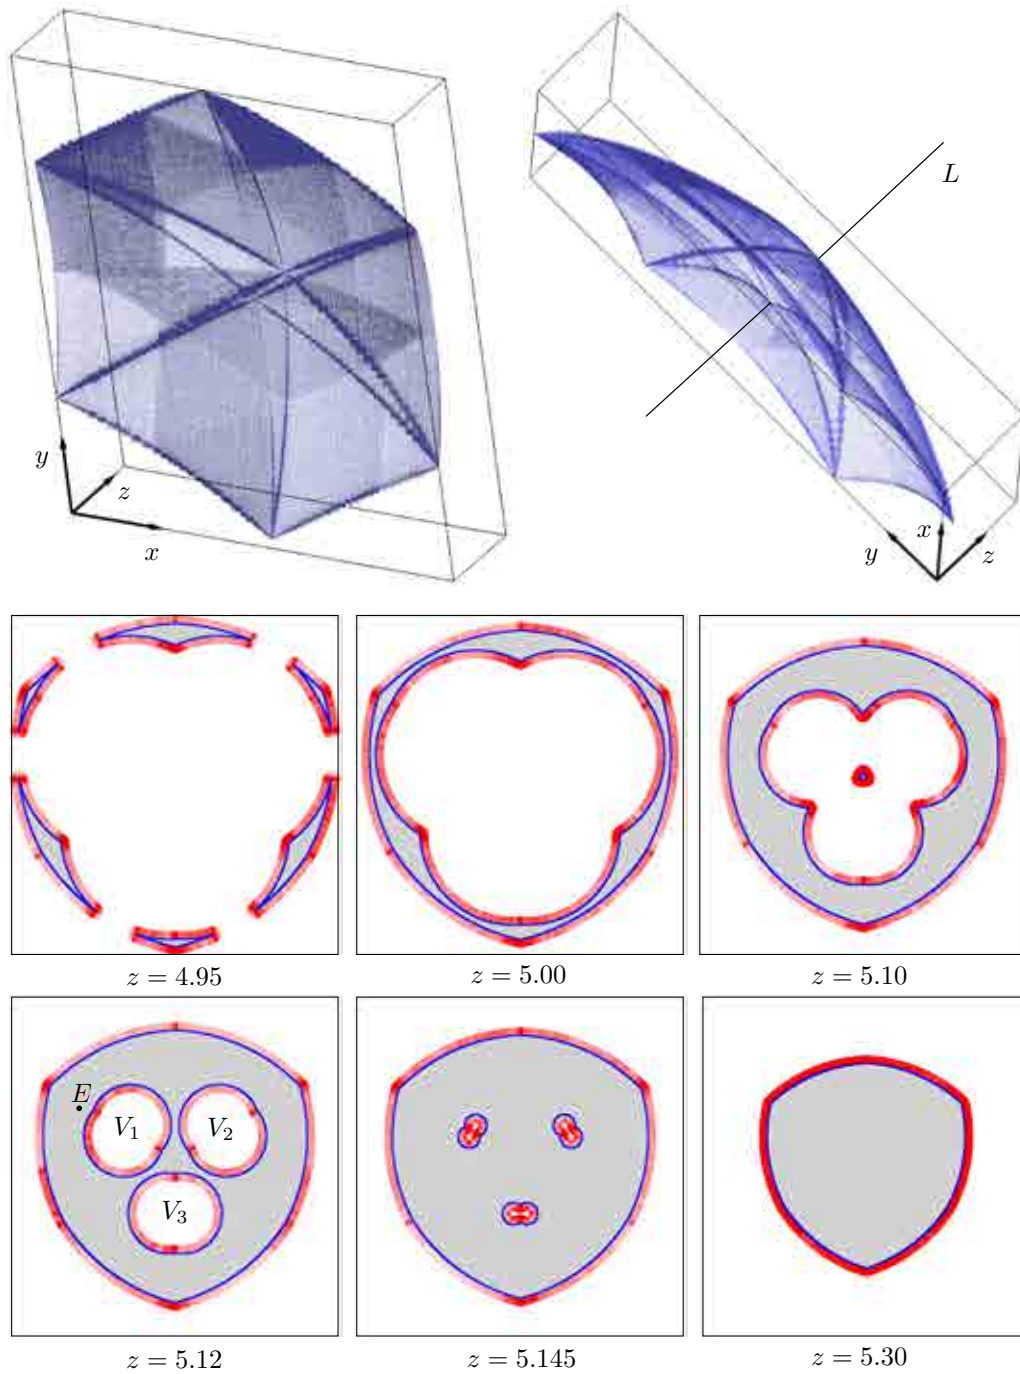 L
y
z
x
y
x
z
z = 4.95
z = 5.00
z = 5.10
E
V₁
V₂
V₃
z = 5.12
z = 5.145
z = 5.30